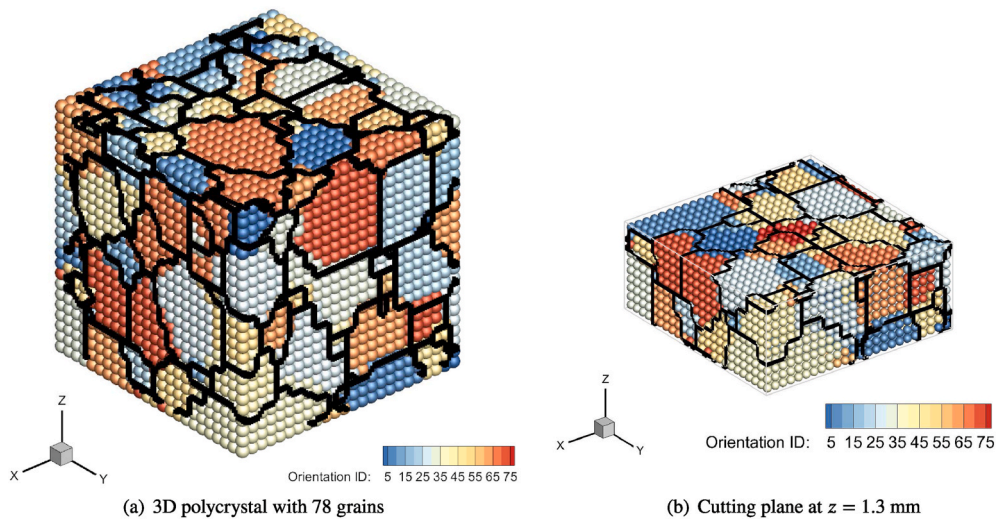 Z
X
Y
Orientation ID: 5 15 25 35 45 55 65 75
(a) 3D polycrystal with 78 grains
Z
X
Y
Orientation ID: 5 15 25 35 45 55 65 75
(b) Cutting plane at z = 1.3 mm